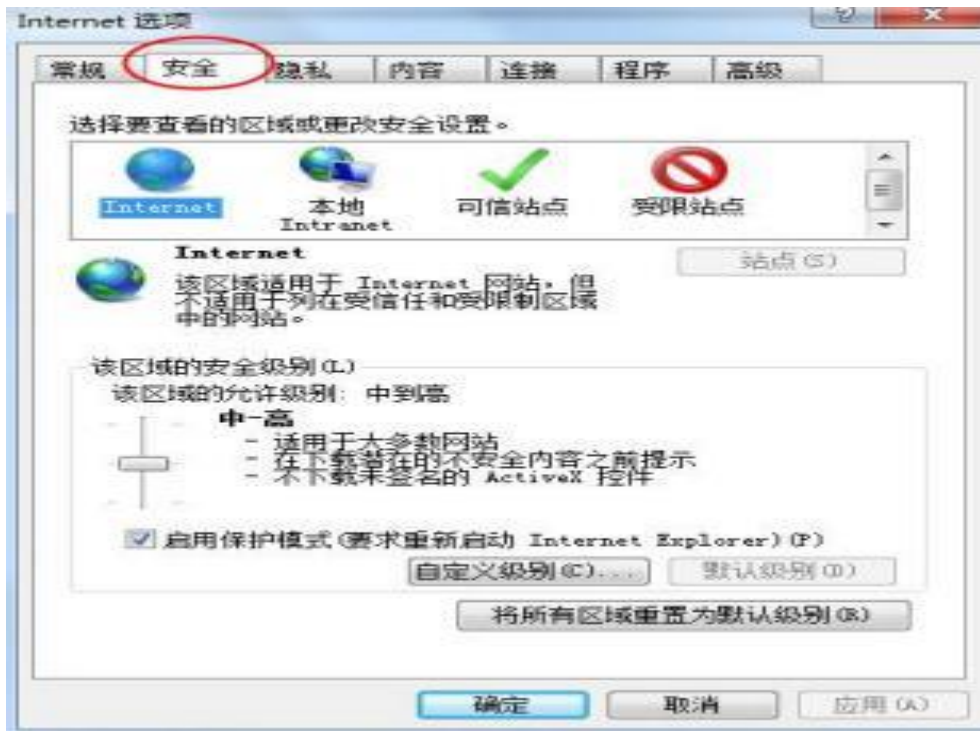 Internet 选项
常规 安全 隐私 内容 连接 程序 高级
选择要查看的区域或更改安全设置。
Internet 本地 Intranet 可信站点 受限站点
Internet
站点(S)
该区域适用于 Internet 网站，但
不适用于列在受信任和受限制区域
中的网站。
该区域的安全级别(L)
该区域的允许级别: 中到高
中-高
- 适用于大多数网站
- 在下载潜在的不安全内容之前提示
- 不下载未签名的 ActiveX 控件
启用保护模式(要求重新启动 Internet Explorer)(P)
自定义级别(C)... 默认级别(D)
将所有区域重置为默认级别(R)
确定 取消 应用(A)